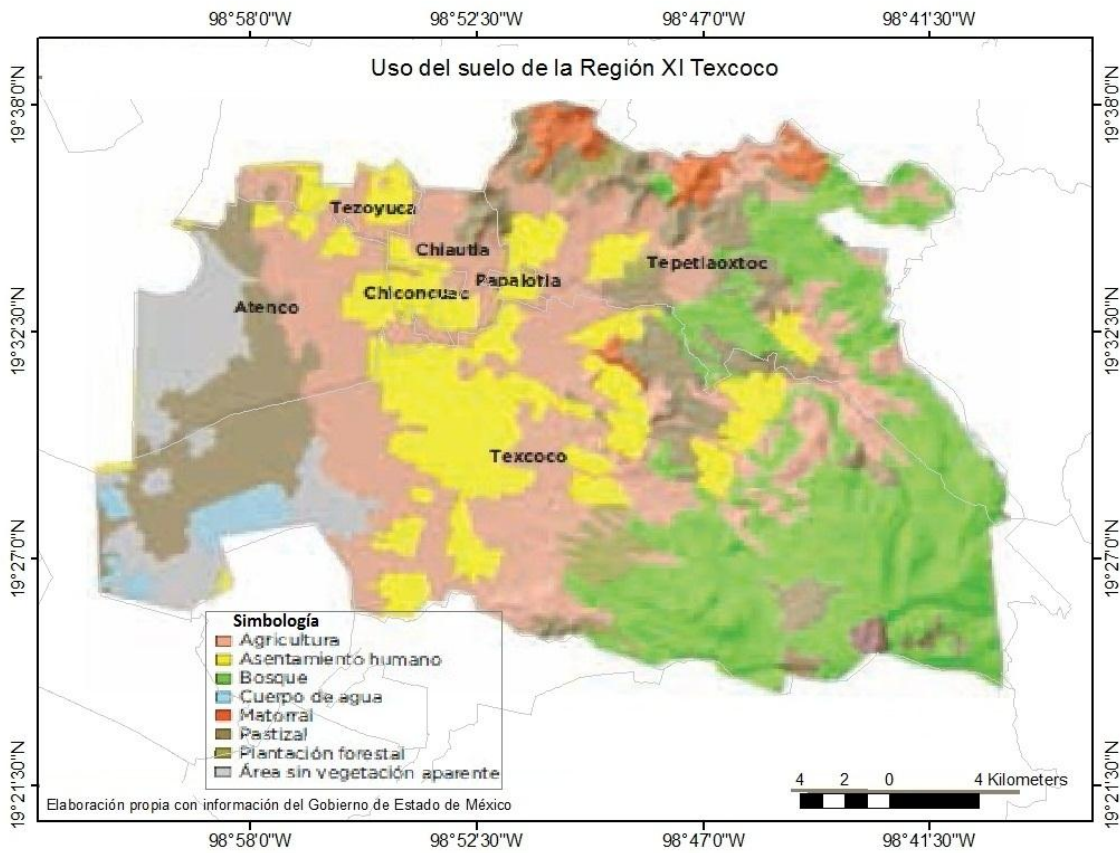 98°58'0"W 98°52'30"W 98°47'0"W 98°41'30"W
Uso del suelo de la Región XI Texcoco
19°38'0"N 19°38'0"N
Tezoyuca
Chiautla
Tepetlaoxtoc
Papalotla
Chiconcuac
Atenco
19°32'30"N 19°32'30"N
Texcoco
19°27'0"N 19°27'0"N
Simbología
Agricultura
Asentamiento humano
Bosque
Cuerpo de agua
Matorral
Pastizal
Plantación forestal
Área sin vegetación aparente
19°21'30"N 19°21'30"N
4 2 0 4 Kilometers
Elaboración propia con información del Gobierno de Estado de México
98°58'0"W 98°52'30"W 98°47'0"W 98°41'30"W